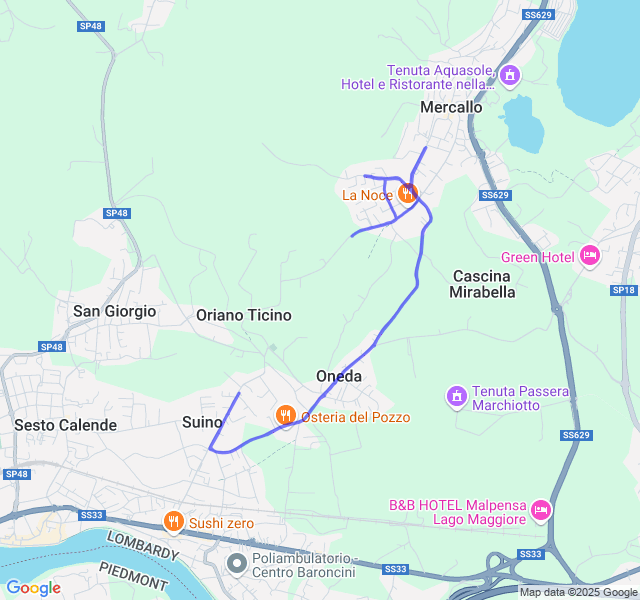 SS629
SP48
Tenuta Aquasole,
Hotel e Ristorante nella...
Mercallo
La Noce
SS629
SP48
Green Hotel
Cascina
Mirabella
SP18
San Giorgio
Oriano Ticino
SP48
Oneda
Tenuta Passera
Marchiotto
Osteria del Pozzo
Suino
Sesto Calende
SS629
SP48
B&B HOTEL Malpensa
Lago Maggiore
SS33
Sushi zero
LOMBARDY
PIEDMONT
Poliambulatorio -
Centro Baroncini
SS33
SS33
Google
Map data ©2025 Google